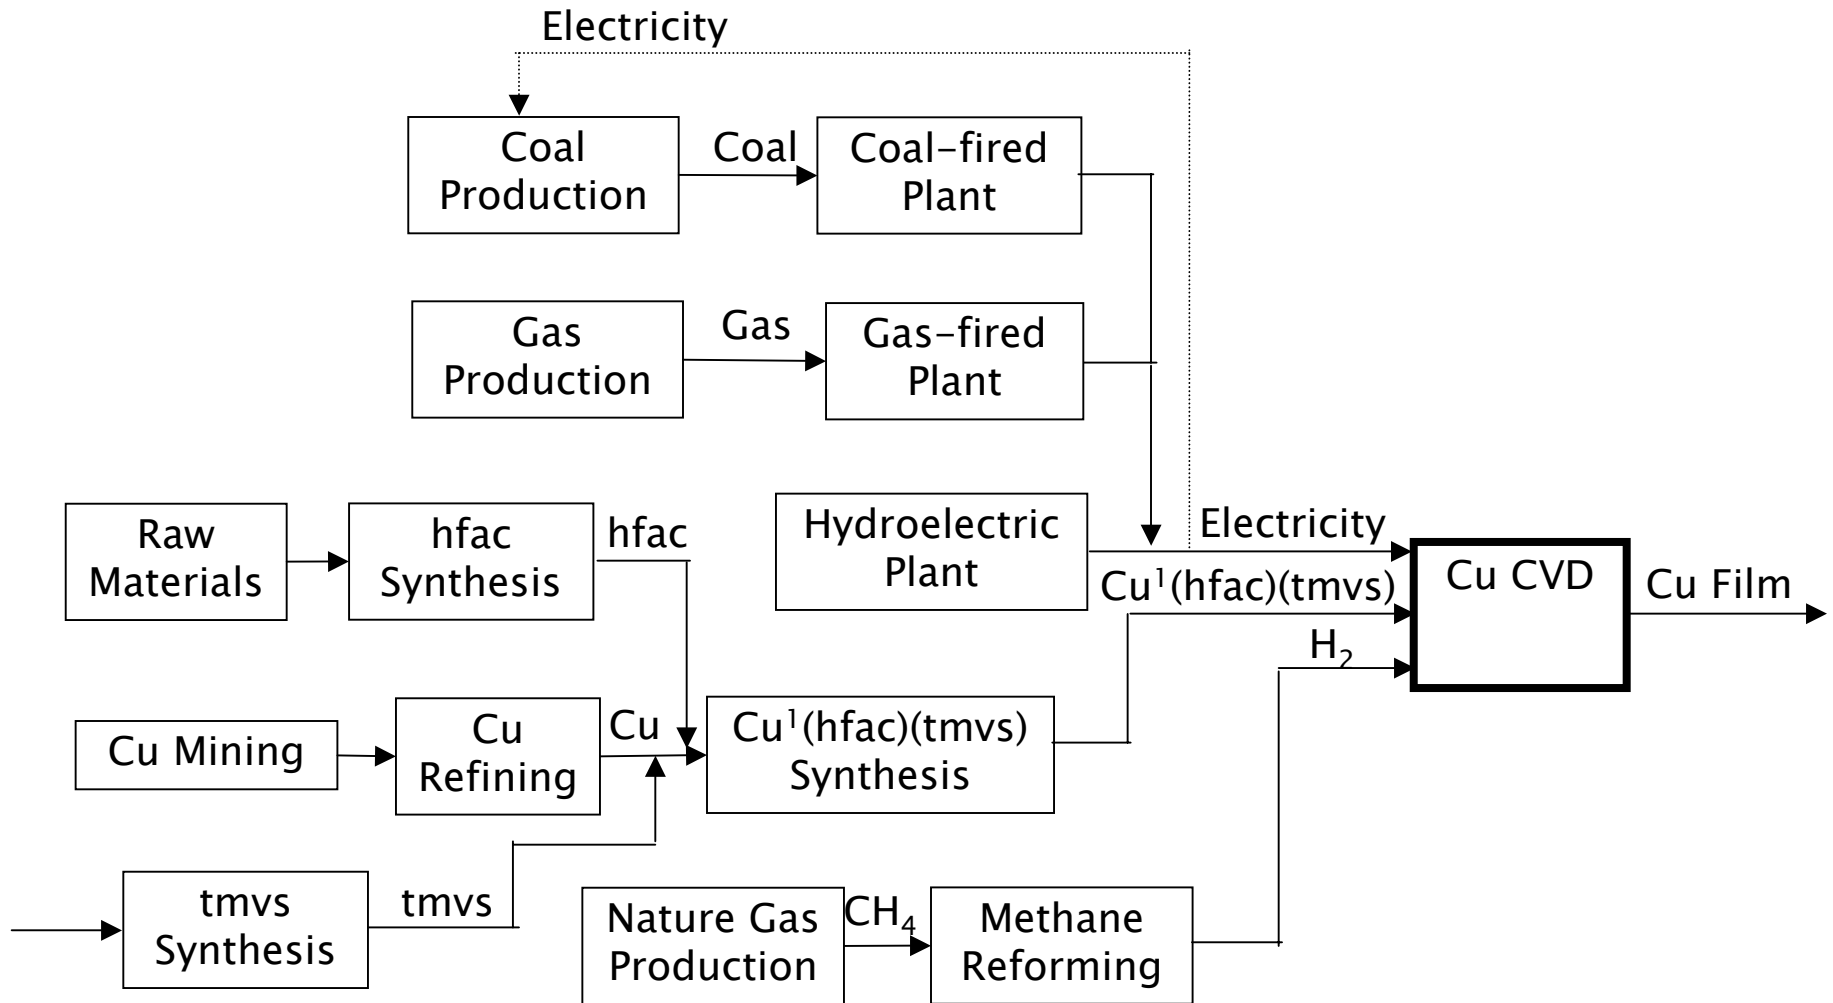 Electricity
Coal
Production
Coal
Coal-fired
Plant
Gas
Production
Gas
Gas-fired
Plant
Raw
Materials
hfac
Synthesis
hfac
Hydroelectric
Plant
Electricity
Cu¹(hfac)(tmvs)
H₂
Cu CVD
Cu Film
Cu Mining
Cu
Refining
Cu
Cu¹(hfac)(tmvs)
Synthesis
tmvs
Synthesis
tmvs
Nature Gas
Production
CH₄
Methane
Reforming